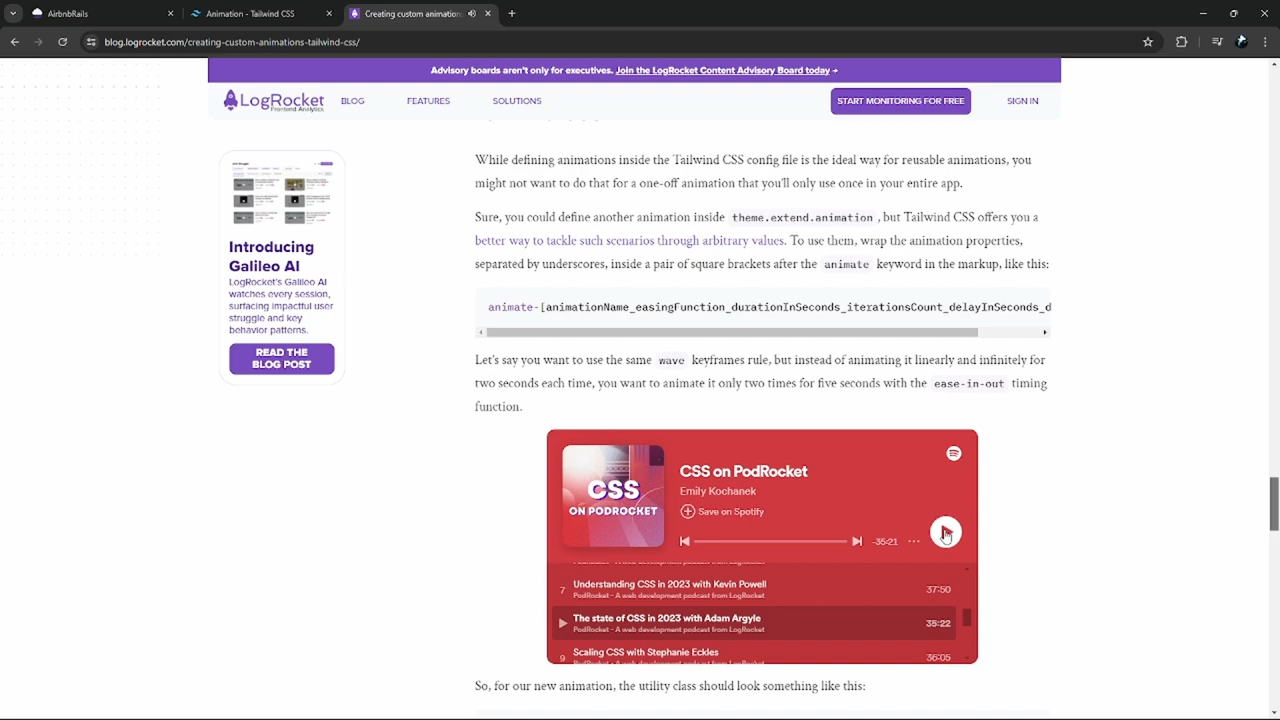 AirbnbRails
Animation - Tailwind CSS
Creating custom animation
blog.logrocket.com/creating-custom-animations-tailwind-css/
Advisory boards aren't only for executives. Join the LogRocket Content Advisory Board today →
LogRocket
Frontend Analytics
BLOG
FEATURES
SOLUTIONS
START MONITORING FOR FREE
SIGN IN
Introducing
Galileo AI
LogRocket's Galileo AI
watches every session,
surfacing impactful user
struggle and key
behavior patterns.
READ THE
BLOG POST
While defining animations inside the Tailwind CSS config file is the ideal way for reusable animations, you
might not want to do that for a one-off animation that you'll only use once in your entire app.
Sure, you could define another animation inside theme.extend.animation, but Tailwind CSS offers you a
better way to tackle such scenarios through arbitrary values. To use them, wrap the animation properties,
separated by underscores, inside a pair of square brackets after the animate keyword in the markup, like this:
animate-[animationName_easingFunction_durationInSeconds_iterationsCount_delayInSeconds_d
Let's say you want to use the same wave keyframes rule, but instead of animating it linearly and infinitely for
two seconds each time, you want to animate it only two times for five seconds with the ease-in-out timing
function.
CSS
ON PODROCKET
CSS on PodRocket
Emily Kochanek
Save on Spotify
-35:21
7 Understanding CSS in 2023 with Kevin Powell 37:50
PodRocket - A web development podcast from LogRocket
The state of CSS in 2023 with Adam Argyle 35:22
PodRocket - A web development podcast from LogRocket
9 Scaling CSS with Stephanie Eckles 36:05
PodRocket - A web development podcast from LogRocket
So, for our new animation, the utility class should look something like this: